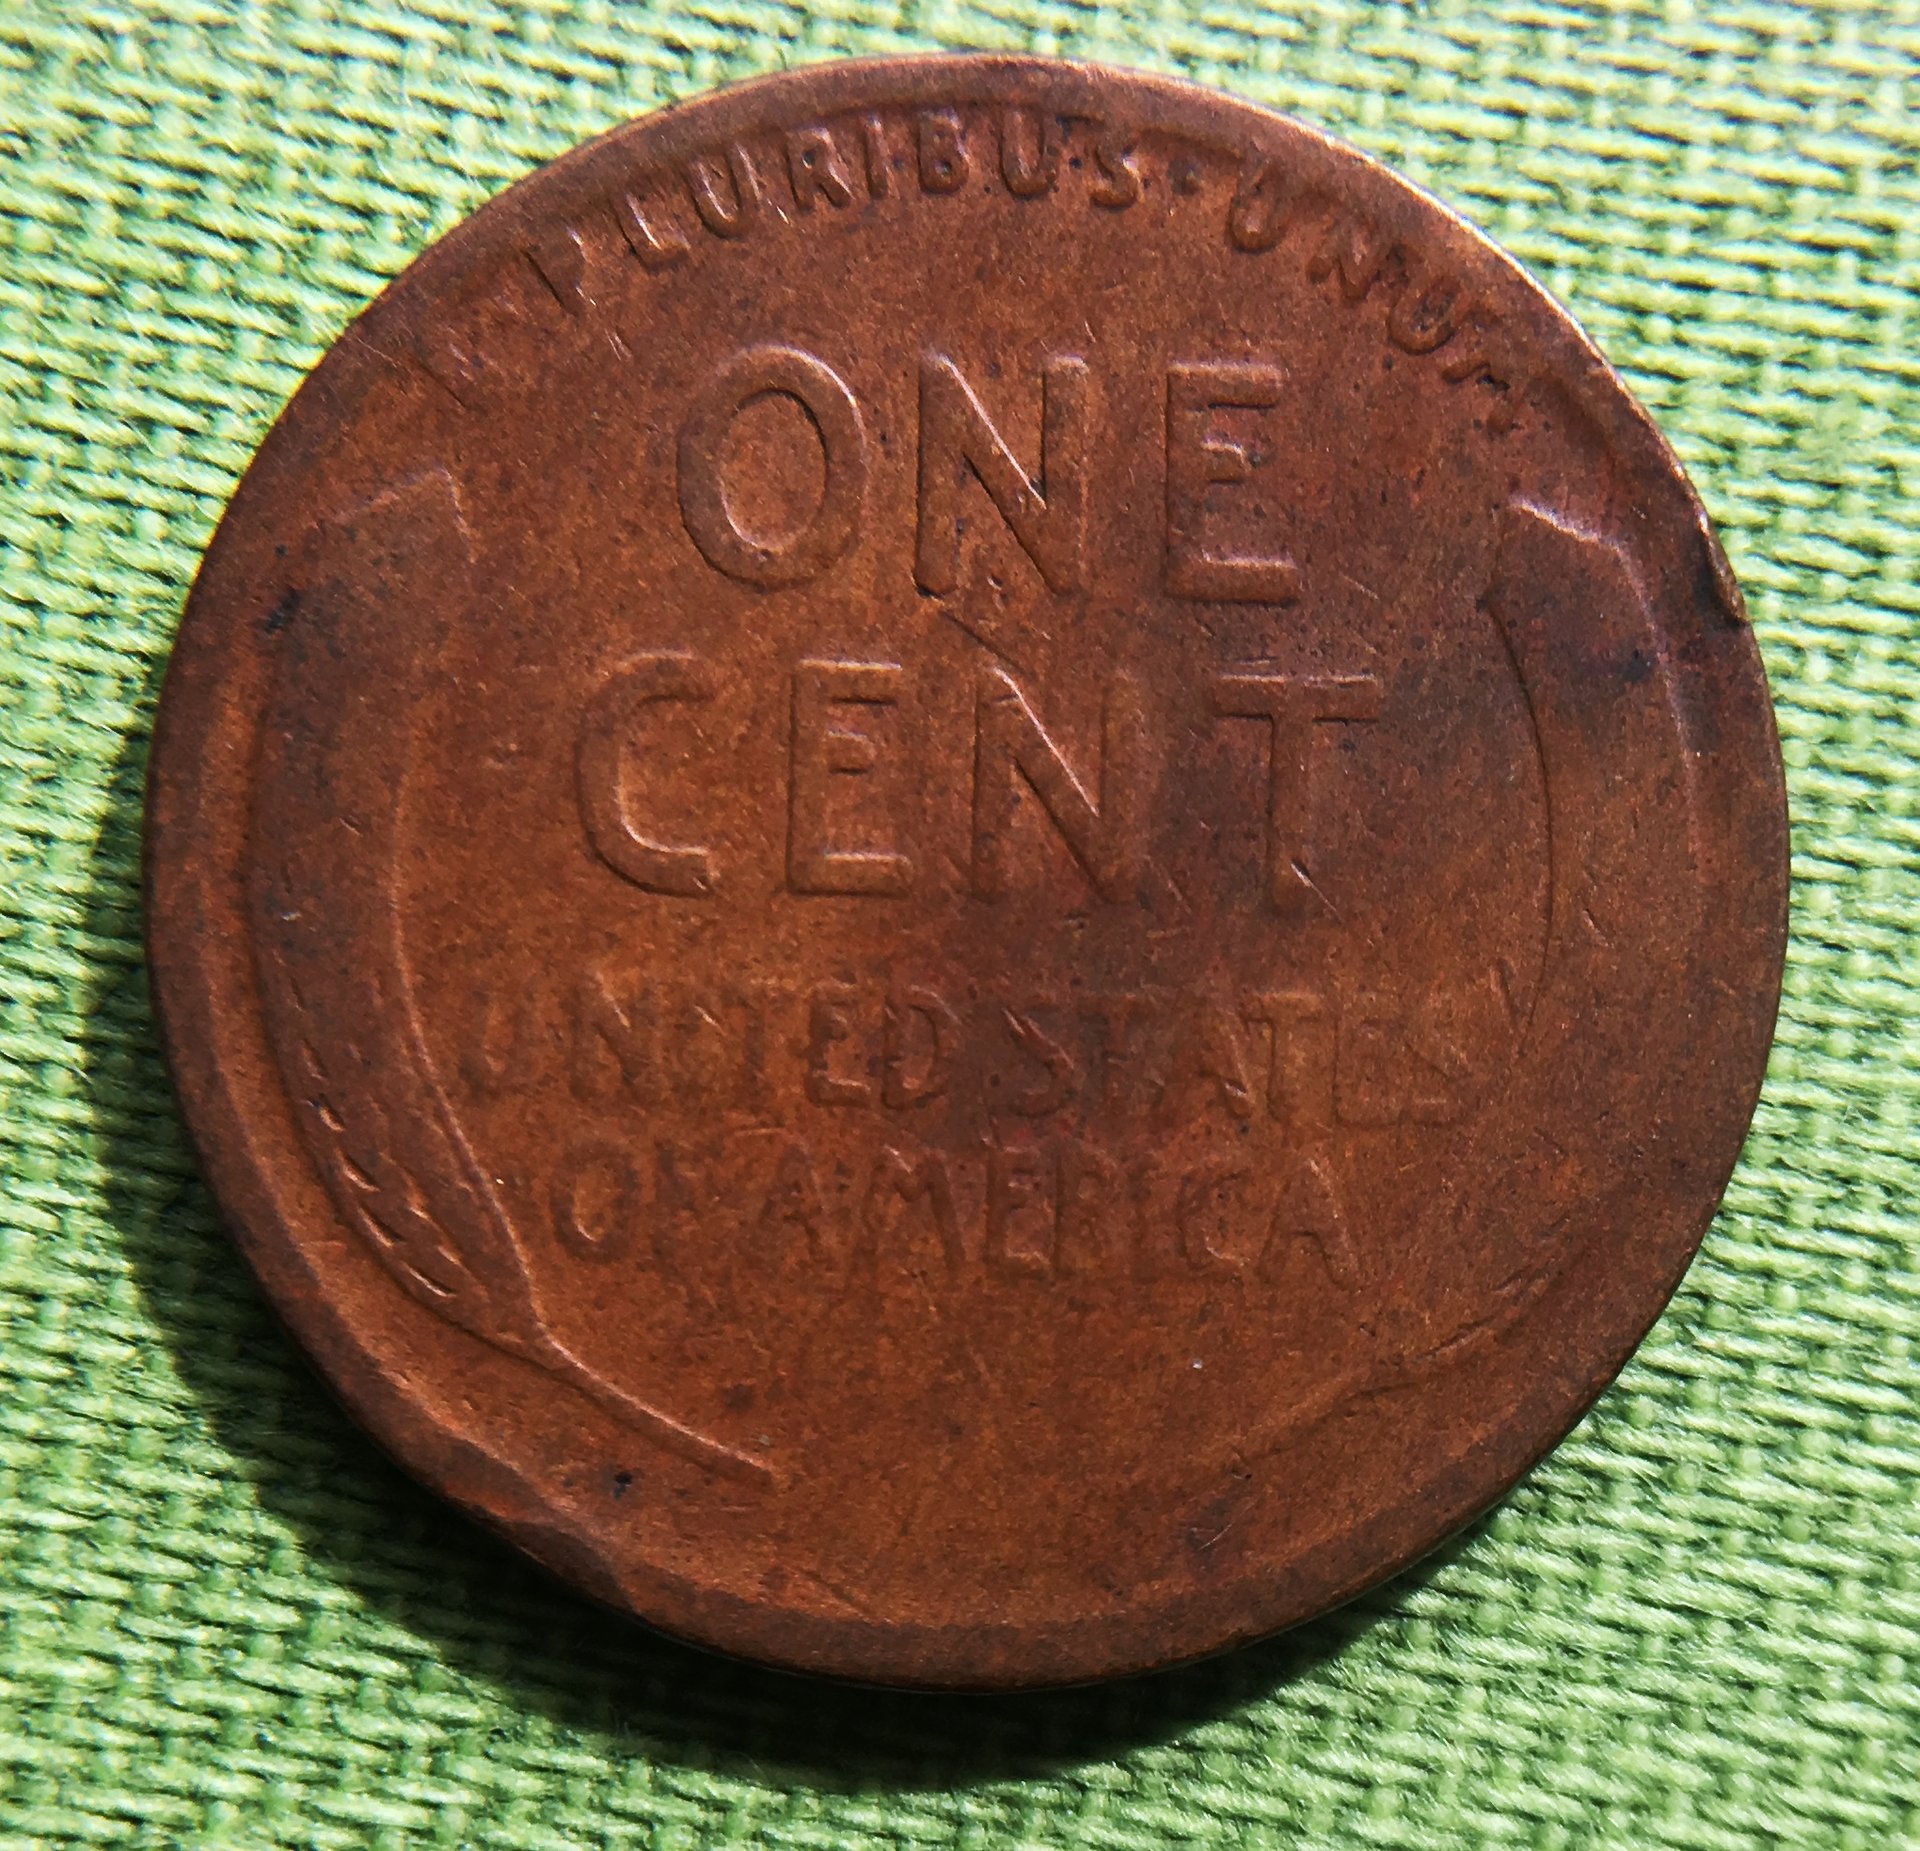 E·PLURIBUS·UNUM
ONE
CENT
UNITED STATES
OF AMERICA